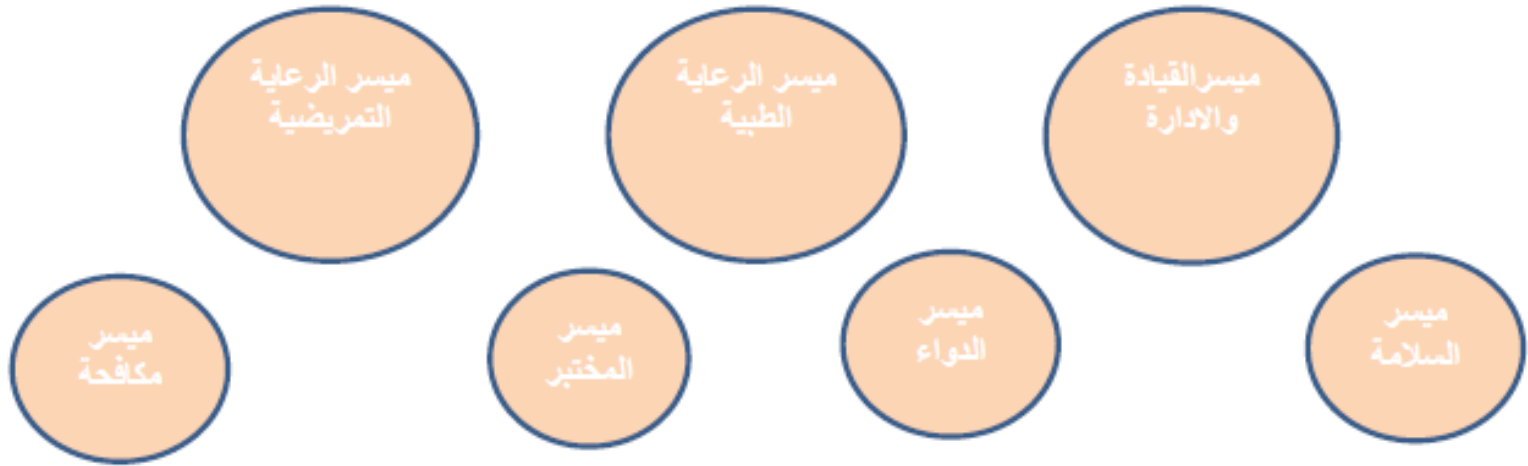 ميسرالقيادة
والادارة
ميسر الرعاية
الطبية
ميسر الرعاية
التمريضية
ميسر
السلامة
ميسر
الدواء
ميسر
المختبر
ميسر
مكافحة